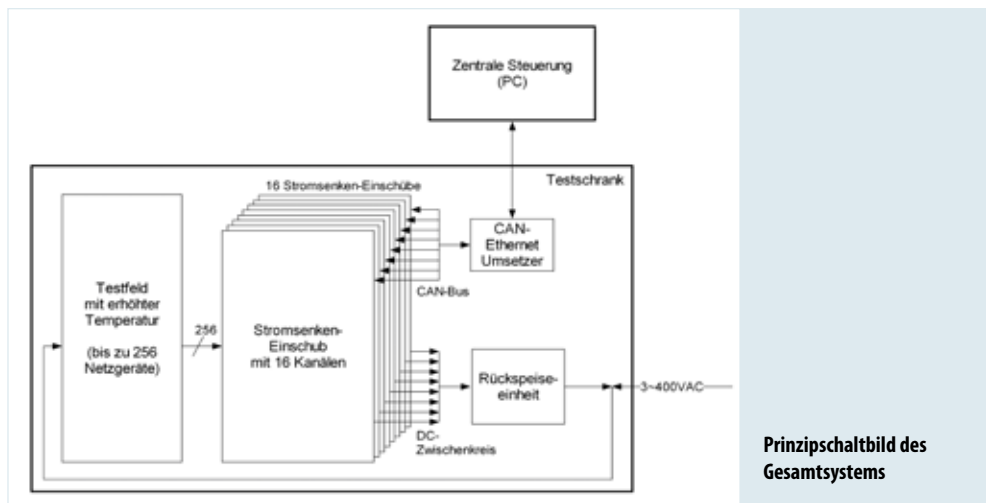 Zentrale Steuerung
(PC)
Testschrank
16 Stromsenken-Einschübe
CAN-
Ethernet
Umsetzer
CAN-Bus
Testfeld
mit erhöhter
Temperatur
(bis zu 256
Netzgeräte)
256
Stromsenken-
Einschub
mit 16 Kanälen
Rückspeise-
einheit
3~400VAC
DC-
Zwischenkreis
Prinzipschaltbild des
Gesamtsystems